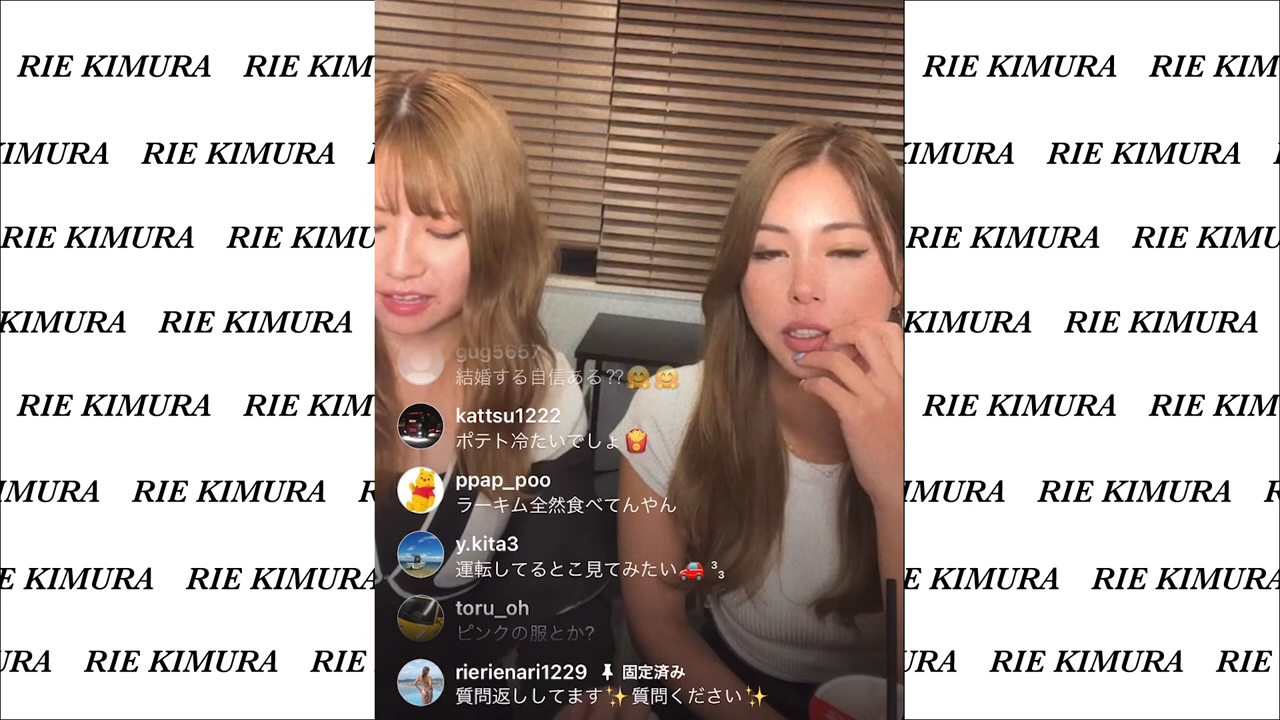 RIE KIMURA RIE KIM
IMURA RIE KIMURA
RIE KIMURA RIE KIMU
KIMURA RIE KIMURA
RIE KIMURA RIE KIM
IMURA RIE KIMURA R
E KIMURA RIE KIMURA
URA RIE KIMURA RIE
gug5657
結婚する自信ある??🤗🤗
kattsu1222
ポテト冷たいでしょ🍟
ppap_poo
ラーキム全然食べてんやん
y.kita3
運転してるとこ見てみたい🚗 ³₃
toru_oh
ピンクの服とか?
rierienari1229 固定済み
質問返ししてます✨質問ください✨
RIE KIMURA RIE KIM
IMURA RIE KIMURA
RIE KIMURA RIE KIMU
KIMURA RIE KIMURA
RIE KIMURA RIE KIM
IMURA RIE KIMURA R
E KIMURA RIE KIMURA
URA RIE KIMURA RIE